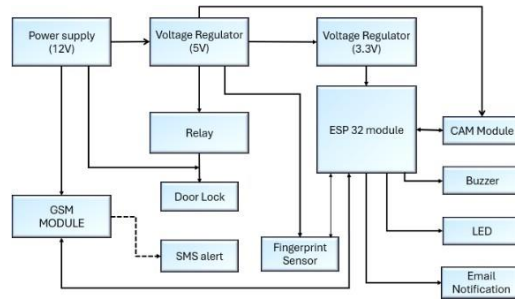 Power supply
(12V)
Voltage Regulator
(5V)
Voltage Regulator
(3.3V)
Relay
ESP 32 module
CAM Module
Door Lock
Buzzer
GSM
MODULE
SMS alert
Fingerprint
Sensor
LED
Email
Notification